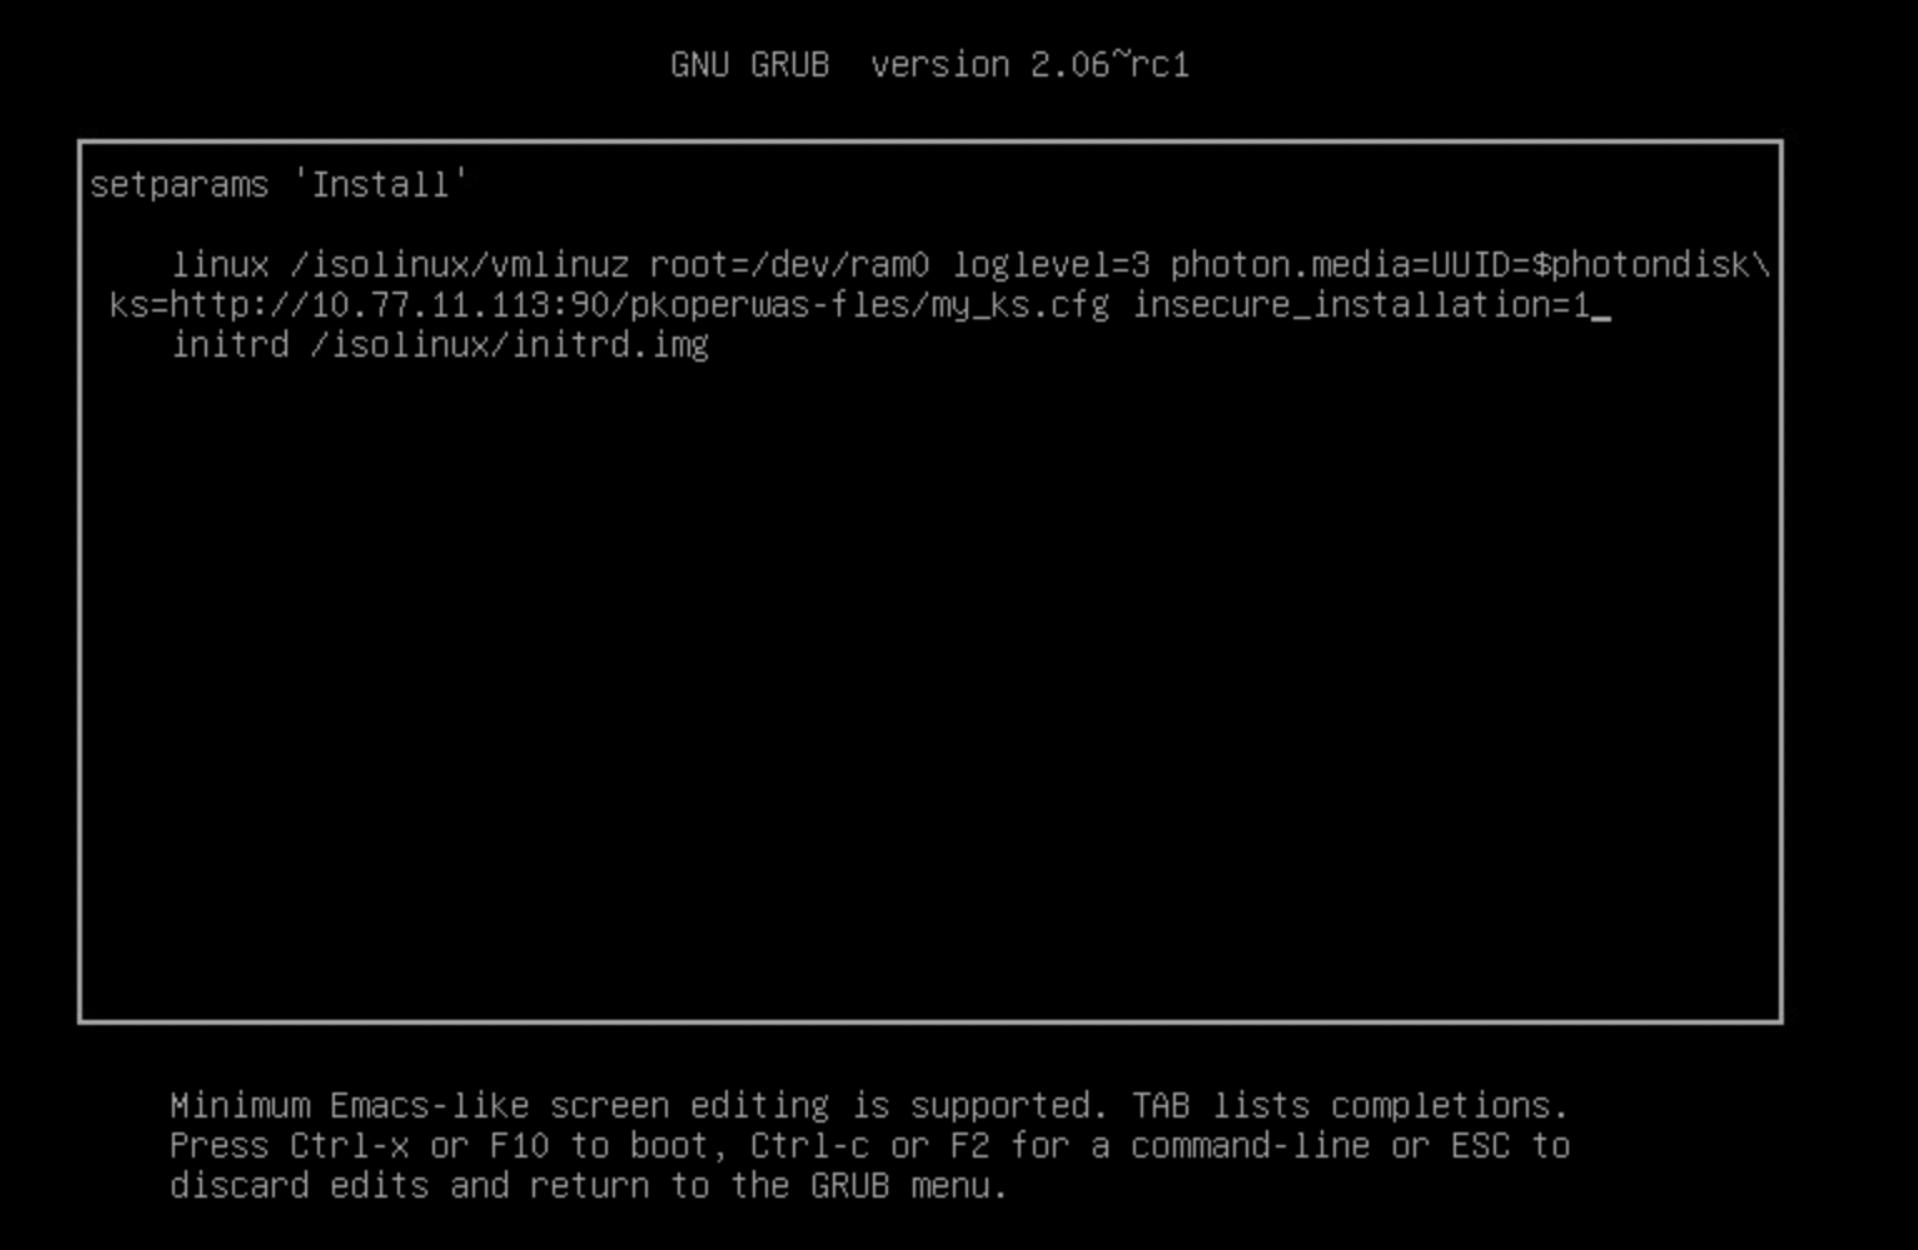 GNU GRUB  version 2.06~rc1
setparams 'Install'
linux /isolinux/vmlinuz root=/dev/ram0 loglevel=3 photon.media=UUID=$photondisk\
ks=http://10.77.11.113:90/pkoperwas-fles/my_ks.cfg insecure_installation=1_
initrd /isolinux/initrd.img
Minimum Emacs-like screen editing is supported. TAB lists completions.
Press Ctrl-x or F10 to boot, Ctrl-c or F2 for a command-line or ESC to
discard edits and return to the GRUB menu.